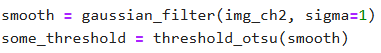 smooth = gaussian_filter(img_ch2, sigma=1)
some_threshold = threshold_otsu(smooth)